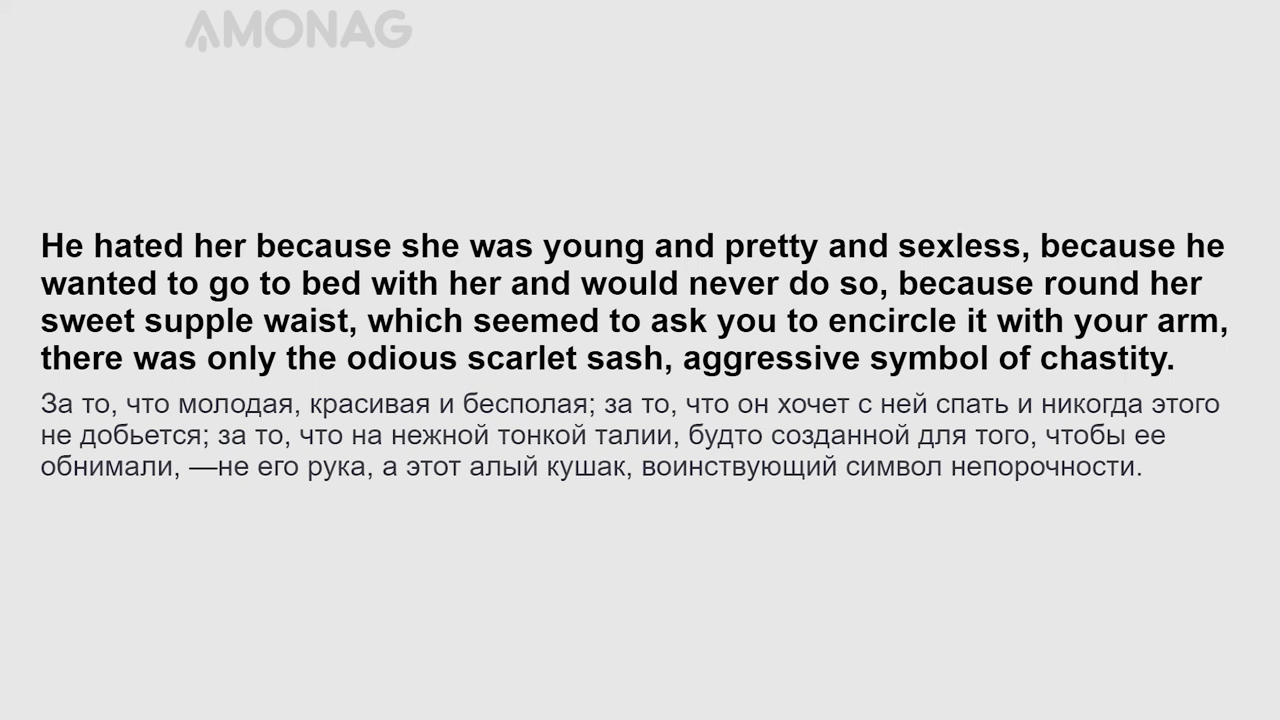 AMONAG
He hated her because she was young and pretty and sexless, because he
wanted to go to bed with her and would never do so, because round her
sweet supple waist, which seemed to ask you to encircle it with your arm,
there was only the odious scarlet sash, aggressive symbol of chastity.
За то, что молодая, красивая и бесполая; за то, что он хочет с ней спать и никогда этого
не добьется; за то, что на нежной тонкой талии, будто созданной для того, чтобы ее
обнимали, —не его рука, а этот алый кушак, воинствующий символ непорочности.